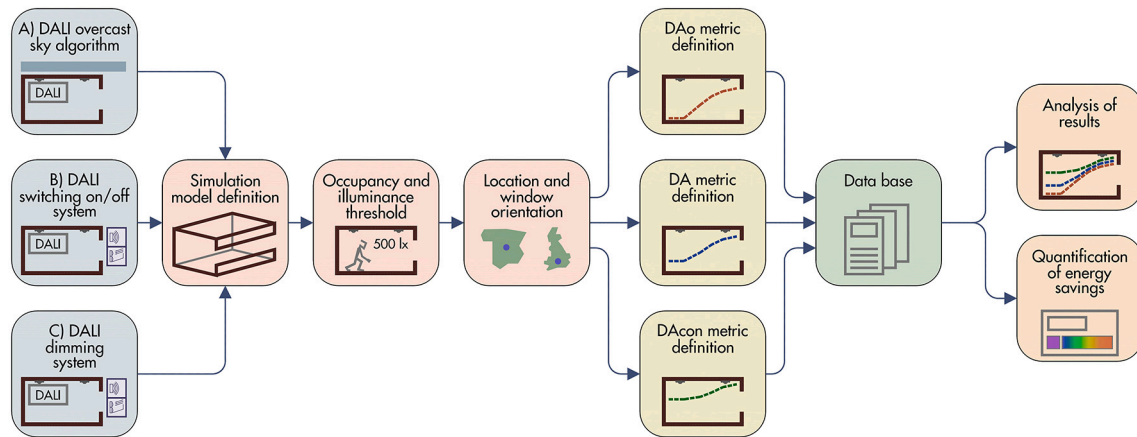 A) DALI overcast
sky algorithm
DALI
B) DALI
switching on/off
system
DALI
C) DALI
dimming
system
DALI
Simulation
model definition
Occupancy and
illuminance
threshold
500 lx
Location and
window
orientation
DAo metric
definition
DA metric
definition
DAcon metric
definition
Data base
Analysis of
results
Quantification
of energy
savings